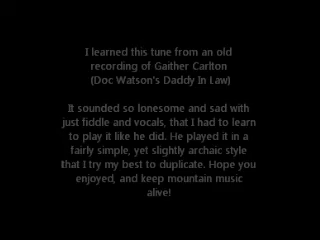 I learned this tune from an old
recording of Gaither Carlton
(Doc Watson's Daddy In Law)
It sounded so lonesome and sad with
just fiddle and vocals, that I had to learn
to play it like he did. He played it in a
fairly simple, yet slightly archaic style
that I try my best to duplicate. Hope you
enjoyed, and keep mountain music
alive!